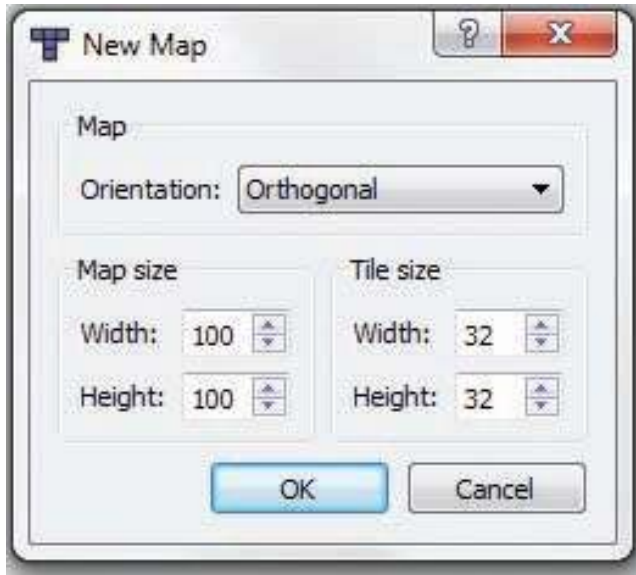 New Map
Map
Orientation: Orthogonal
Map size Tile size
Width: 100 Width: 32
Height: 100 Height: 32
OK Cancel